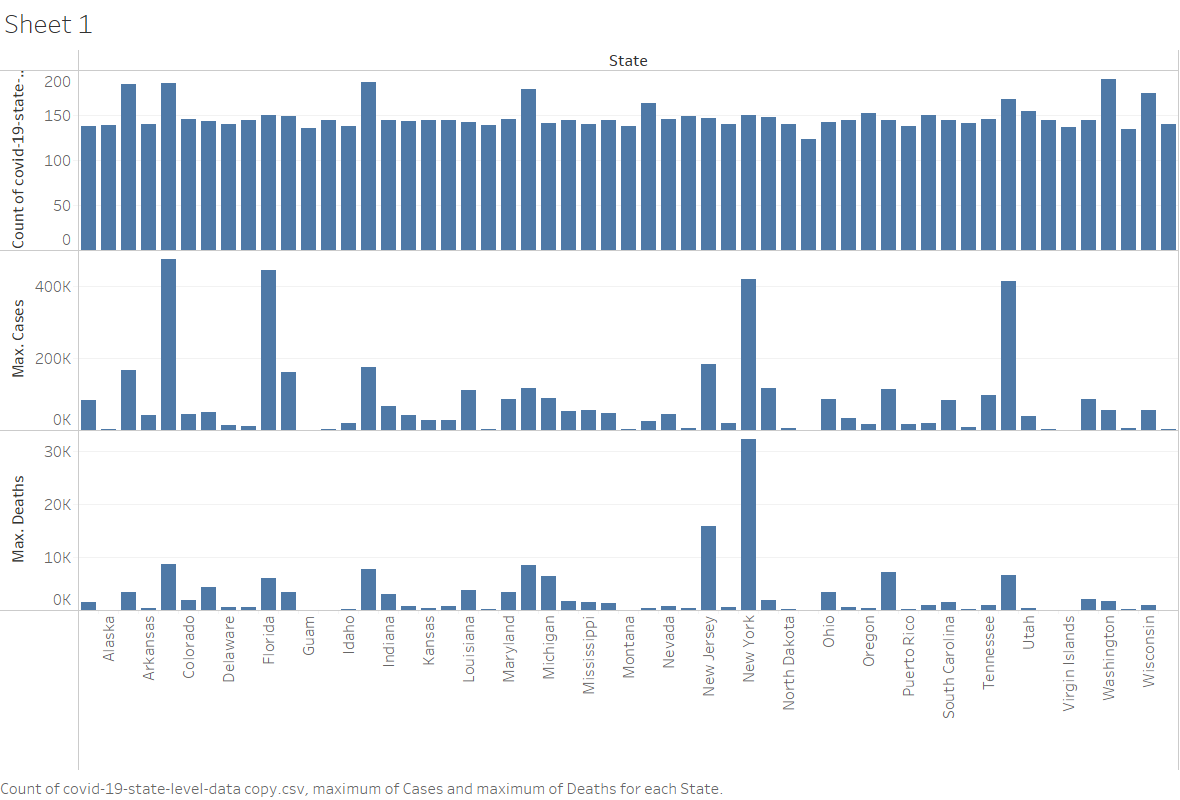 Sheet 1
State
Count of covid-19-state-..
200
150
100
50
0
Max. Cases
400K
200K
0K
Max. Deaths
30K
20K
10K
0K
Alaska
Arkansas
Colorado
Delaware
Florida
Guam
Idaho
Indiana
Kansas
Louisiana
Maryland
Michigan
Mississippi
Montana
Nevada
New Jersey
New York
North Dakota
Ohio
Oregon
Puerto Rico
South Carolina
Tennessee
Utah
Virgin Islands
Washington
Wisconsin
Count of covid-19-state-level-data copy.csv, maximum of Cases and maximum of Deaths for each State.